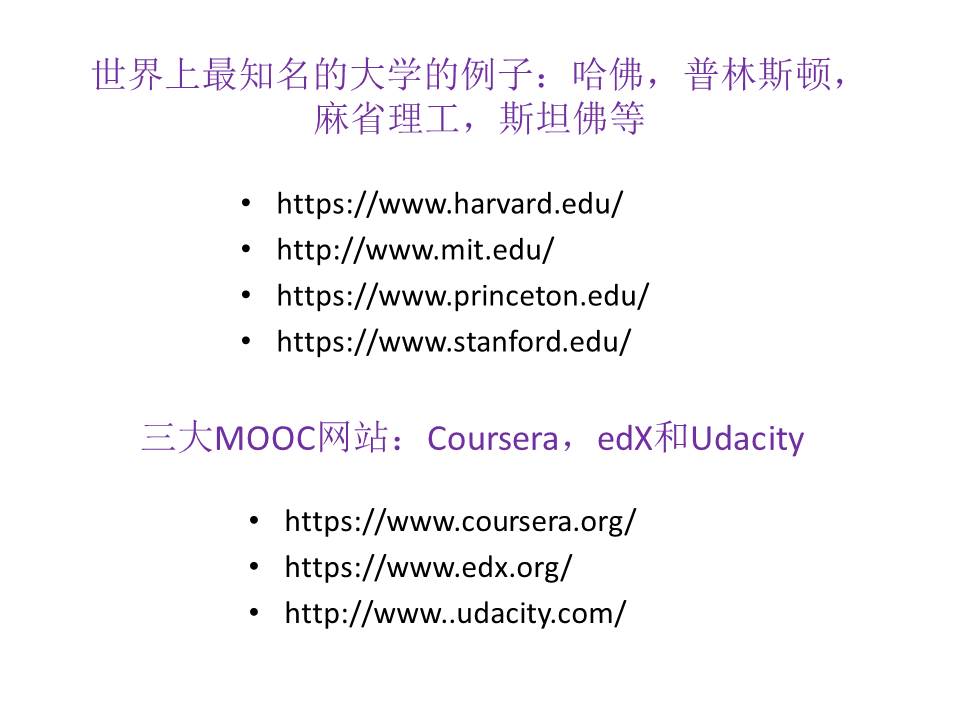 世界上最知名的大学的例子：哈佛，普林斯顿，
麻省理工，斯坦佛等
• https://www.harvard.edu/
• http://www.mit.edu/
• https://www.princeton.edu/
• https://www.stanford.edu/
三大MOOC网站：Coursera，edX和Udacity
• https://www.coursera.org/
• https://www.edx.org/
• http://www..udacity.com/